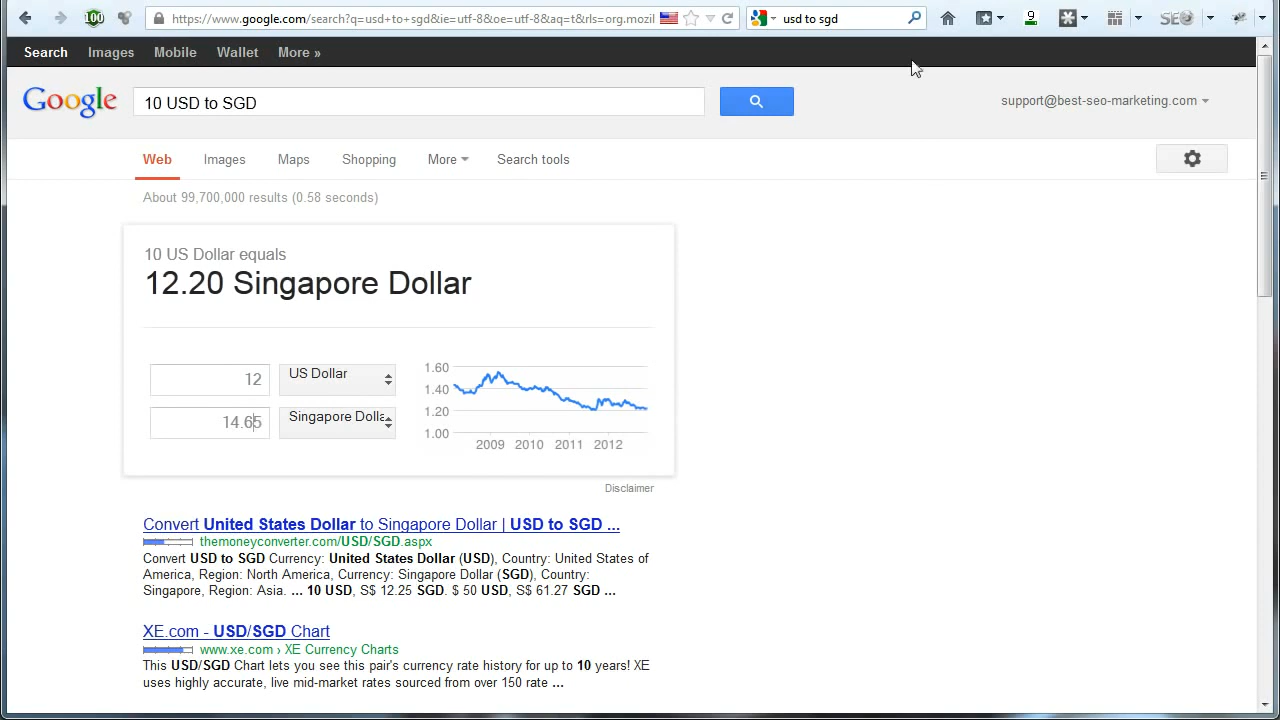 100
https://www.google.com/search?q=usd+to+sgd&ie=utf-8&oe=utf-8&aq=t&rls=org.mozil
usd to sgd
9
SEO
Search Images Mobile Wallet More »
Google
10 USD to SGD
support@best-seo-marketing.com
Web Images Maps Shopping More Search tools
About 99,700,000 results (0.58 seconds)
10 US Dollar equals
12.20 Singapore Dollar
12 US Dollar
14.65 Singapore Dolla
1.60
1.40
1.20
1.00
2009 2010 2011 2012
Disclaimer
Convert United States Dollar to Singapore Dollar | USD to SGD ...
themoneyconverter.com/USD/SGD.aspx
Convert USD to SGD Currency: United States Dollar (USD), Country: United States of
America, Region: North America, Currency: Singapore Dollar (SGD), Country:
Singapore, Region: Asia. ... 10 USD, S$ 12.25 SGD. $ 50 USD, S$ 61.27 SGD ...
XE.com - USD/SGD Chart
www.xe.com › XE Currency Charts
This USD/SGD Chart lets you see this pair's currency rate history for up to 10 years! XE
uses highly accurate, live mid-market rates sourced from over 150 rate ...